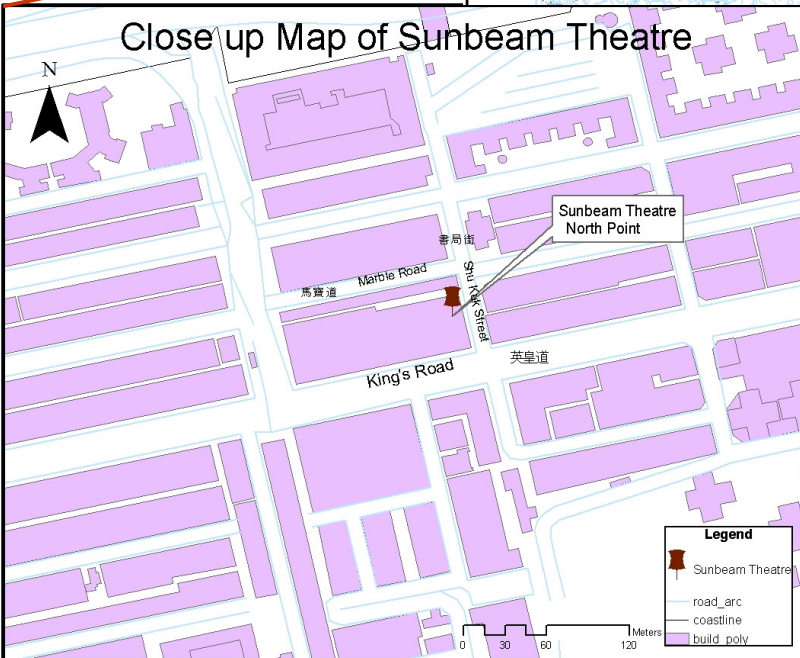 Close up Map of Sunbeam Theatre
N
Sunbeam Theatre
North Point
書局街
Marble Road
馬寶道
Shu Kuk Street
英皇道
King's Road
Legend
Sunbeam Theatre
road_arc
coastline
build_poly
Meters
0 30 60 120